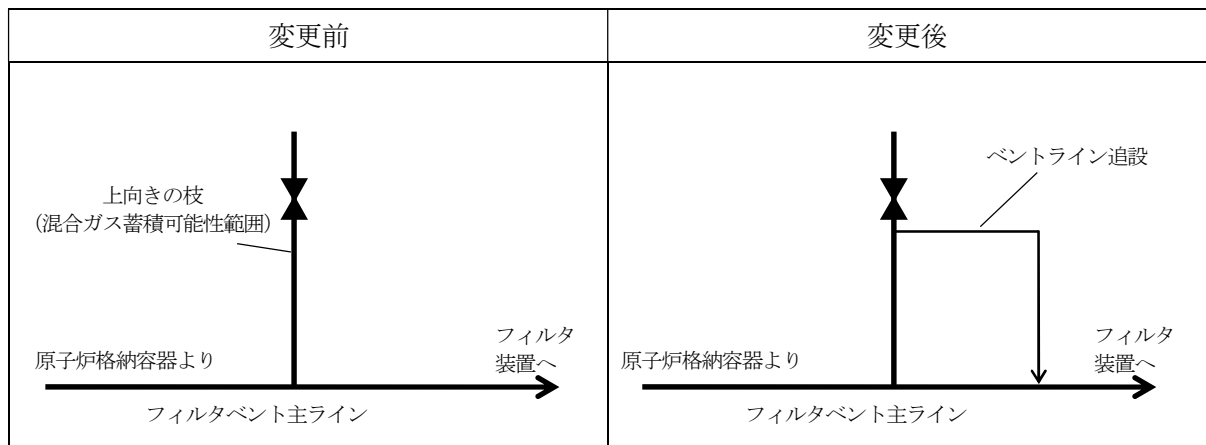 変更前
変更後
上向きの枝
(混合ガス蓄積可能性範囲)
原子炉格納容器より
フィルタ
装置へ
フィルタベント主ライン
ベントライン追設
原子炉格納容器より
フィルタ
装置へ
フィルタベント主ライン